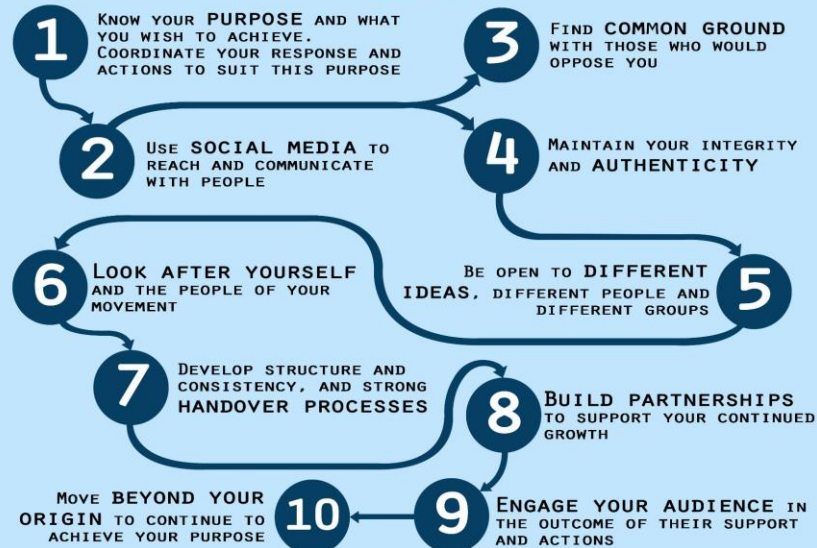 1
Know your PURPOSE and what
you wish to achieve.
Coordinate your response and
actions to suit this purpose
2
Use SOCIAL MEDIA to
reach and communicate
with people
3
Find COMMON GROUND
with those who would
oppose you
4
Maintain your integrity
and AUTHENTICITY
5
Be open to DIFFERENT
IDEAS, different people and
different groups
6
LOOK AFTER YOURSELF
and the people of your
movement
7
Develop structure and
consistency, and strong
HANDOVER PROCESSES
8
BUILD PARTNERSHIPS
to support your continued
growth
9
ENGAGE YOUR AUDIENCE in
the outcome of their support
and actions
10
Move BEYOND YOUR
ORIGIN to continue to
achieve your purpose